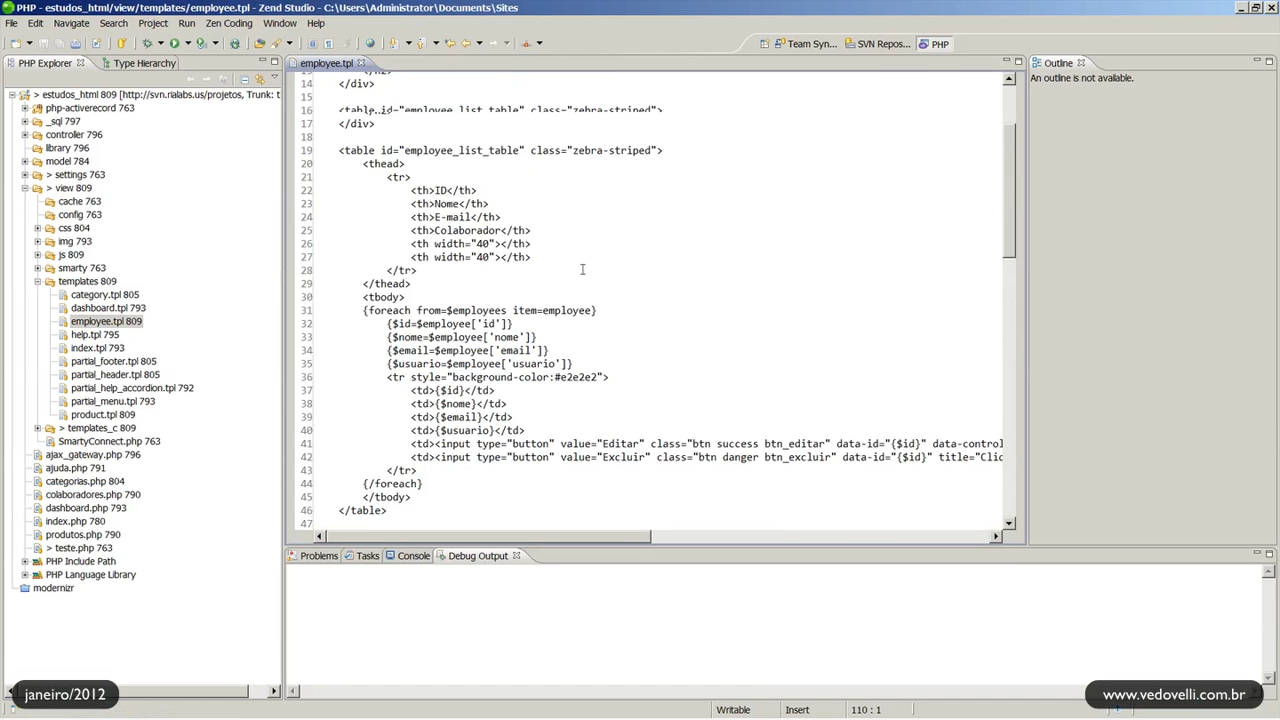 PHP - estudos_html/view/templates/employee.tpl - Zend Studio - C:\Users\Administrator\Documents\Sites
File Edit Navigate Search Project Run Zen Coding Window Help
Team Syn... SVN Repos... PHP
PHP Explorer Type Hierarchy
estudos_html 809 [http://svn.rialabs.us/projetos, Trunk: t
php-activerecord 763
_sql 797
controller 796
library 796
model 784
> settings 775
> view 809
cache 763
config 763
css 804
img 793
js 809
smarty 763
templates 809
category.tpl 805
dashboard.tpl 793
employee.tpl 809
help.tpl 795
index.tpl 793
partial_footer.tpl 805
partial_header.tpl 805
partial_help_accordion.tpl 792
partial_menu.tpl 793
product.tpl 809
> templates_c 809
SmartyConnect.php 763
ajax_gateway.php 796
ajuda.php 791
categorias.php 804
colaboradores.php 790
dashboard.php 793
index.php 780
produtos.php 790
> teste.php 763
PHP Include Path
PHP Language Library
modernizr
employee.tpl
14 </div>
15
16 <table id="employee_list_table" class="zebra-striped">
17 </div>
18
19 <table id="employee_list_table" class="zebra-striped">
20 <thead>
21 <tr>
22 <th>ID</th>
23 <th>Nome</th>
24 <th>E-mail</th>
25 <th>Colaborador</th>
26 <th width="40"></th>
27 <th width="40"></th>
28 </tr>
29 </thead>
30 <tbody>
31 {foreach from=$employees item=employee}
32 {$id=$employee['id']}
33 {$nome=$employee['nome']}
34 {$email=$employee['email']}
35 {$usuario=$employee['usuario']}
36 <tr style="background-color:#e2e2e2">
37 <td>{$id}</td>
38 <td>{$nome}</td>
39 <td>{$email}</td>
40 <td>{$usuario}</td>
41 <td><input type="button" value="Editar" class="btn success btn_editar" data-id="{$id}" data-control
42 <td><input type="button" value="Excluir" class="btn danger btn_excluir" data-id="{$id}" title="Clic
43 </tr>
44 {/foreach}
45 </tbody>
46 </table>
47
Outline
An outline is not available.
Problems Tasks Console Debug Output
janeiro/2012
www.vedovelli.com.br
Writable Insert 110 : 1